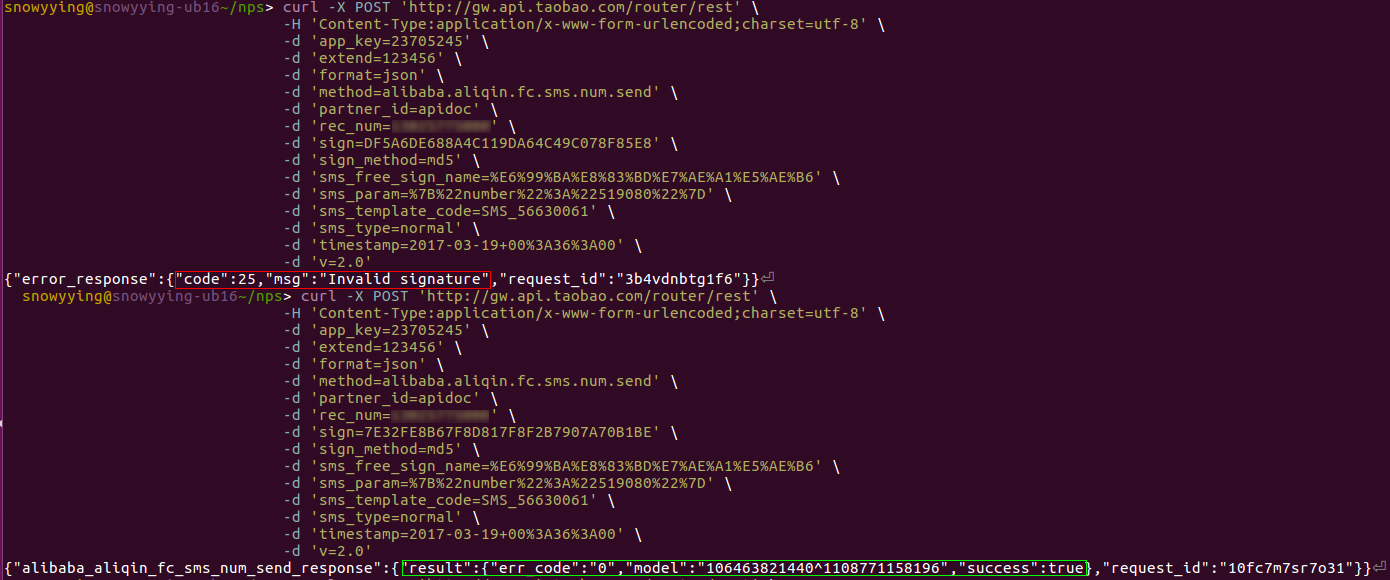 snowyying@snowyying-ub16~/nps> curl -X POST 'http://gw.api.taobao.com/router/rest' \
-H 'Content-Type:application/x-www-form-urlencoded;charset=utf-8' \
-d 'app_key=23705245' \
-d 'extend=123456' \
-d 'format=json' \
-d 'method=alibaba.aliqin.fc.sms.num.send' \
-d 'partner_id=apidoc' \
-d 'rec_num=' \
-d 'sign=DF5A6DE688A4C119DA64C49C078F85E8' \
-d 'sign_method=md5' \
-d 'sms_free_sign_name=%E6%99%BA%E8%83%BD%E7%AE%A1%E5%AE%B6' \
-d 'sms_param=%7B%22number%22%3A%22519080%22%7D' \
-d 'sms_template_code=SMS_56630061' \
-d 'sms_type=normal' \
-d 'timestamp=2017-03-19+00%3A36%3A00' \
-d 'v=2.0'
{"error_response":{"code":25,"msg":"Invalid signature","request_id":"3b4vdnbtg1f6"}}⏎
snowyying@snowyying-ub16~/nps> curl -X POST 'http://gw.api.taobao.com/router/rest' \
-H 'Content-Type:application/x-www-form-urlencoded;charset=utf-8' \
-d 'app_key=23705245' \
-d 'extend=123456' \
-d 'format=json' \
-d 'method=alibaba.aliqin.fc.sms.num.send' \
-d 'partner_id=apidoc' \
-d 'rec_num=' \
-d 'sign=7E32FE8B67F8D817F8F2B7907A70B1BE' \
-d 'sign_method=md5' \
-d 'sms_free_sign_name=%E6%99%BA%E8%83%BD%E7%AE%A1%E5%AE%B6' \
-d 'sms_param=%7B%22number%22%3A%22519080%22%7D' \
-d 'sms_template_code=SMS_56630061' \
-d 'sms_type=normal' \
-d 'timestamp=2017-03-19+00%3A36%3A00' \
-d 'v=2.0'
{"alibaba_aliqin_fc_sms_num_send_response":{"result":{"err_code":"0","model":"106463821440^1108771158196","success":true},"request_id":"10fc7m7sr7o31"}}⏎